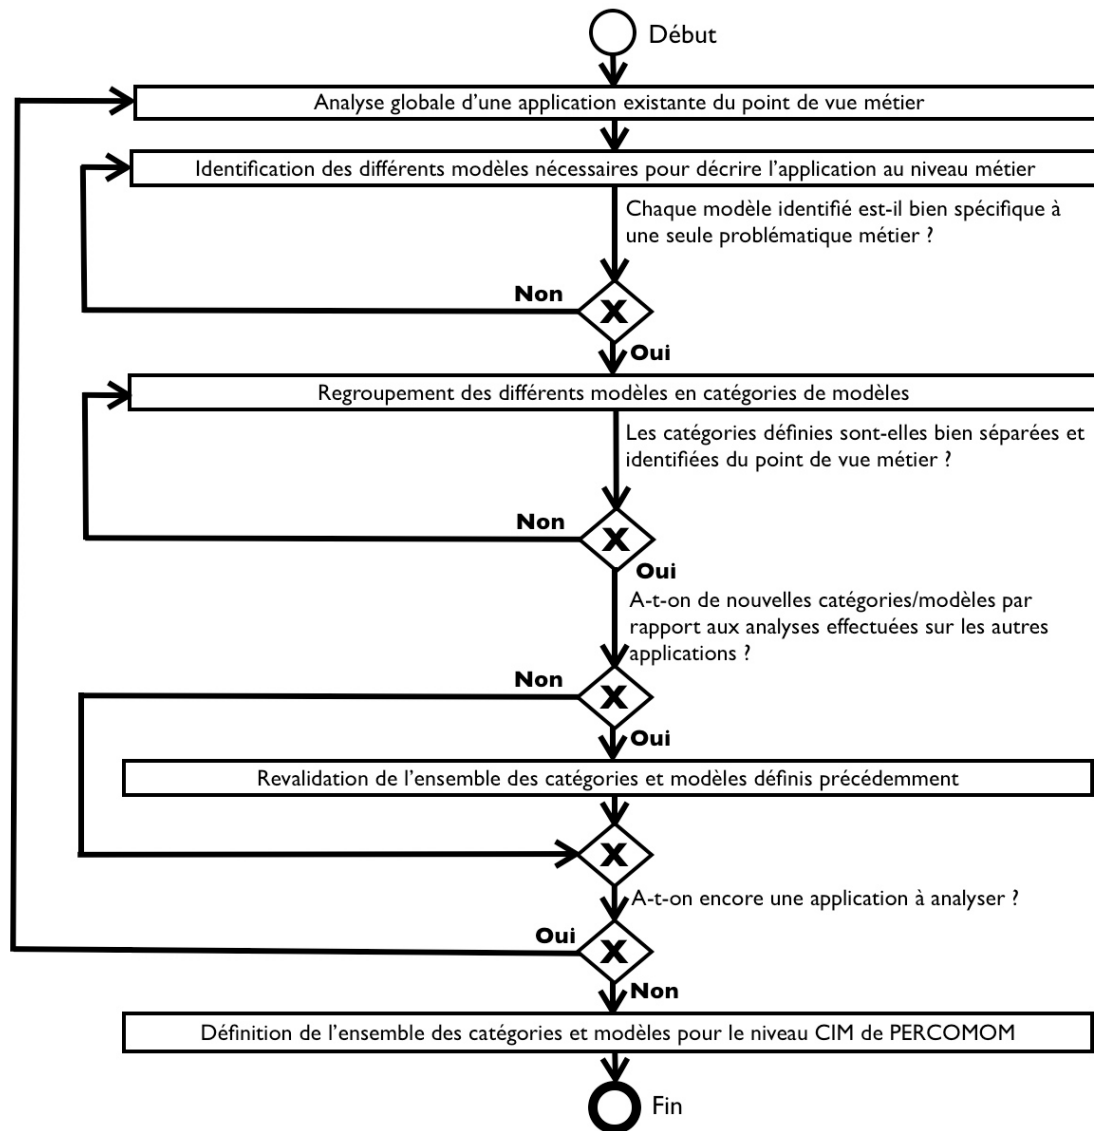 Début
Analyse globale d'une application existante du point de vue métier
Identification des différents modèles nécessaires pour décrire l'application au niveau métier
Chaque modèle identifié est-il bien spécifique à
une seule problématique métier ?
Non
X
Oui
Regroupement des différents modèles en catégories de modèles
Les catégories définies sont-elles bien séparées et
identifiées du point de vue métier ?
Non
X
Oui
A-t-on de nouvelles catégories/modèles par
rapport aux analyses effectuées sur les autres
applications ?
Non
X
Oui
Revalidation de l'ensemble des catégories et modèles définis précédemment
X
A-t-on encore une application à analyser ?
Oui
X
Non
Définition de l'ensemble des catégories et modèles pour le niveau CIM de PERCOMOM
Fin